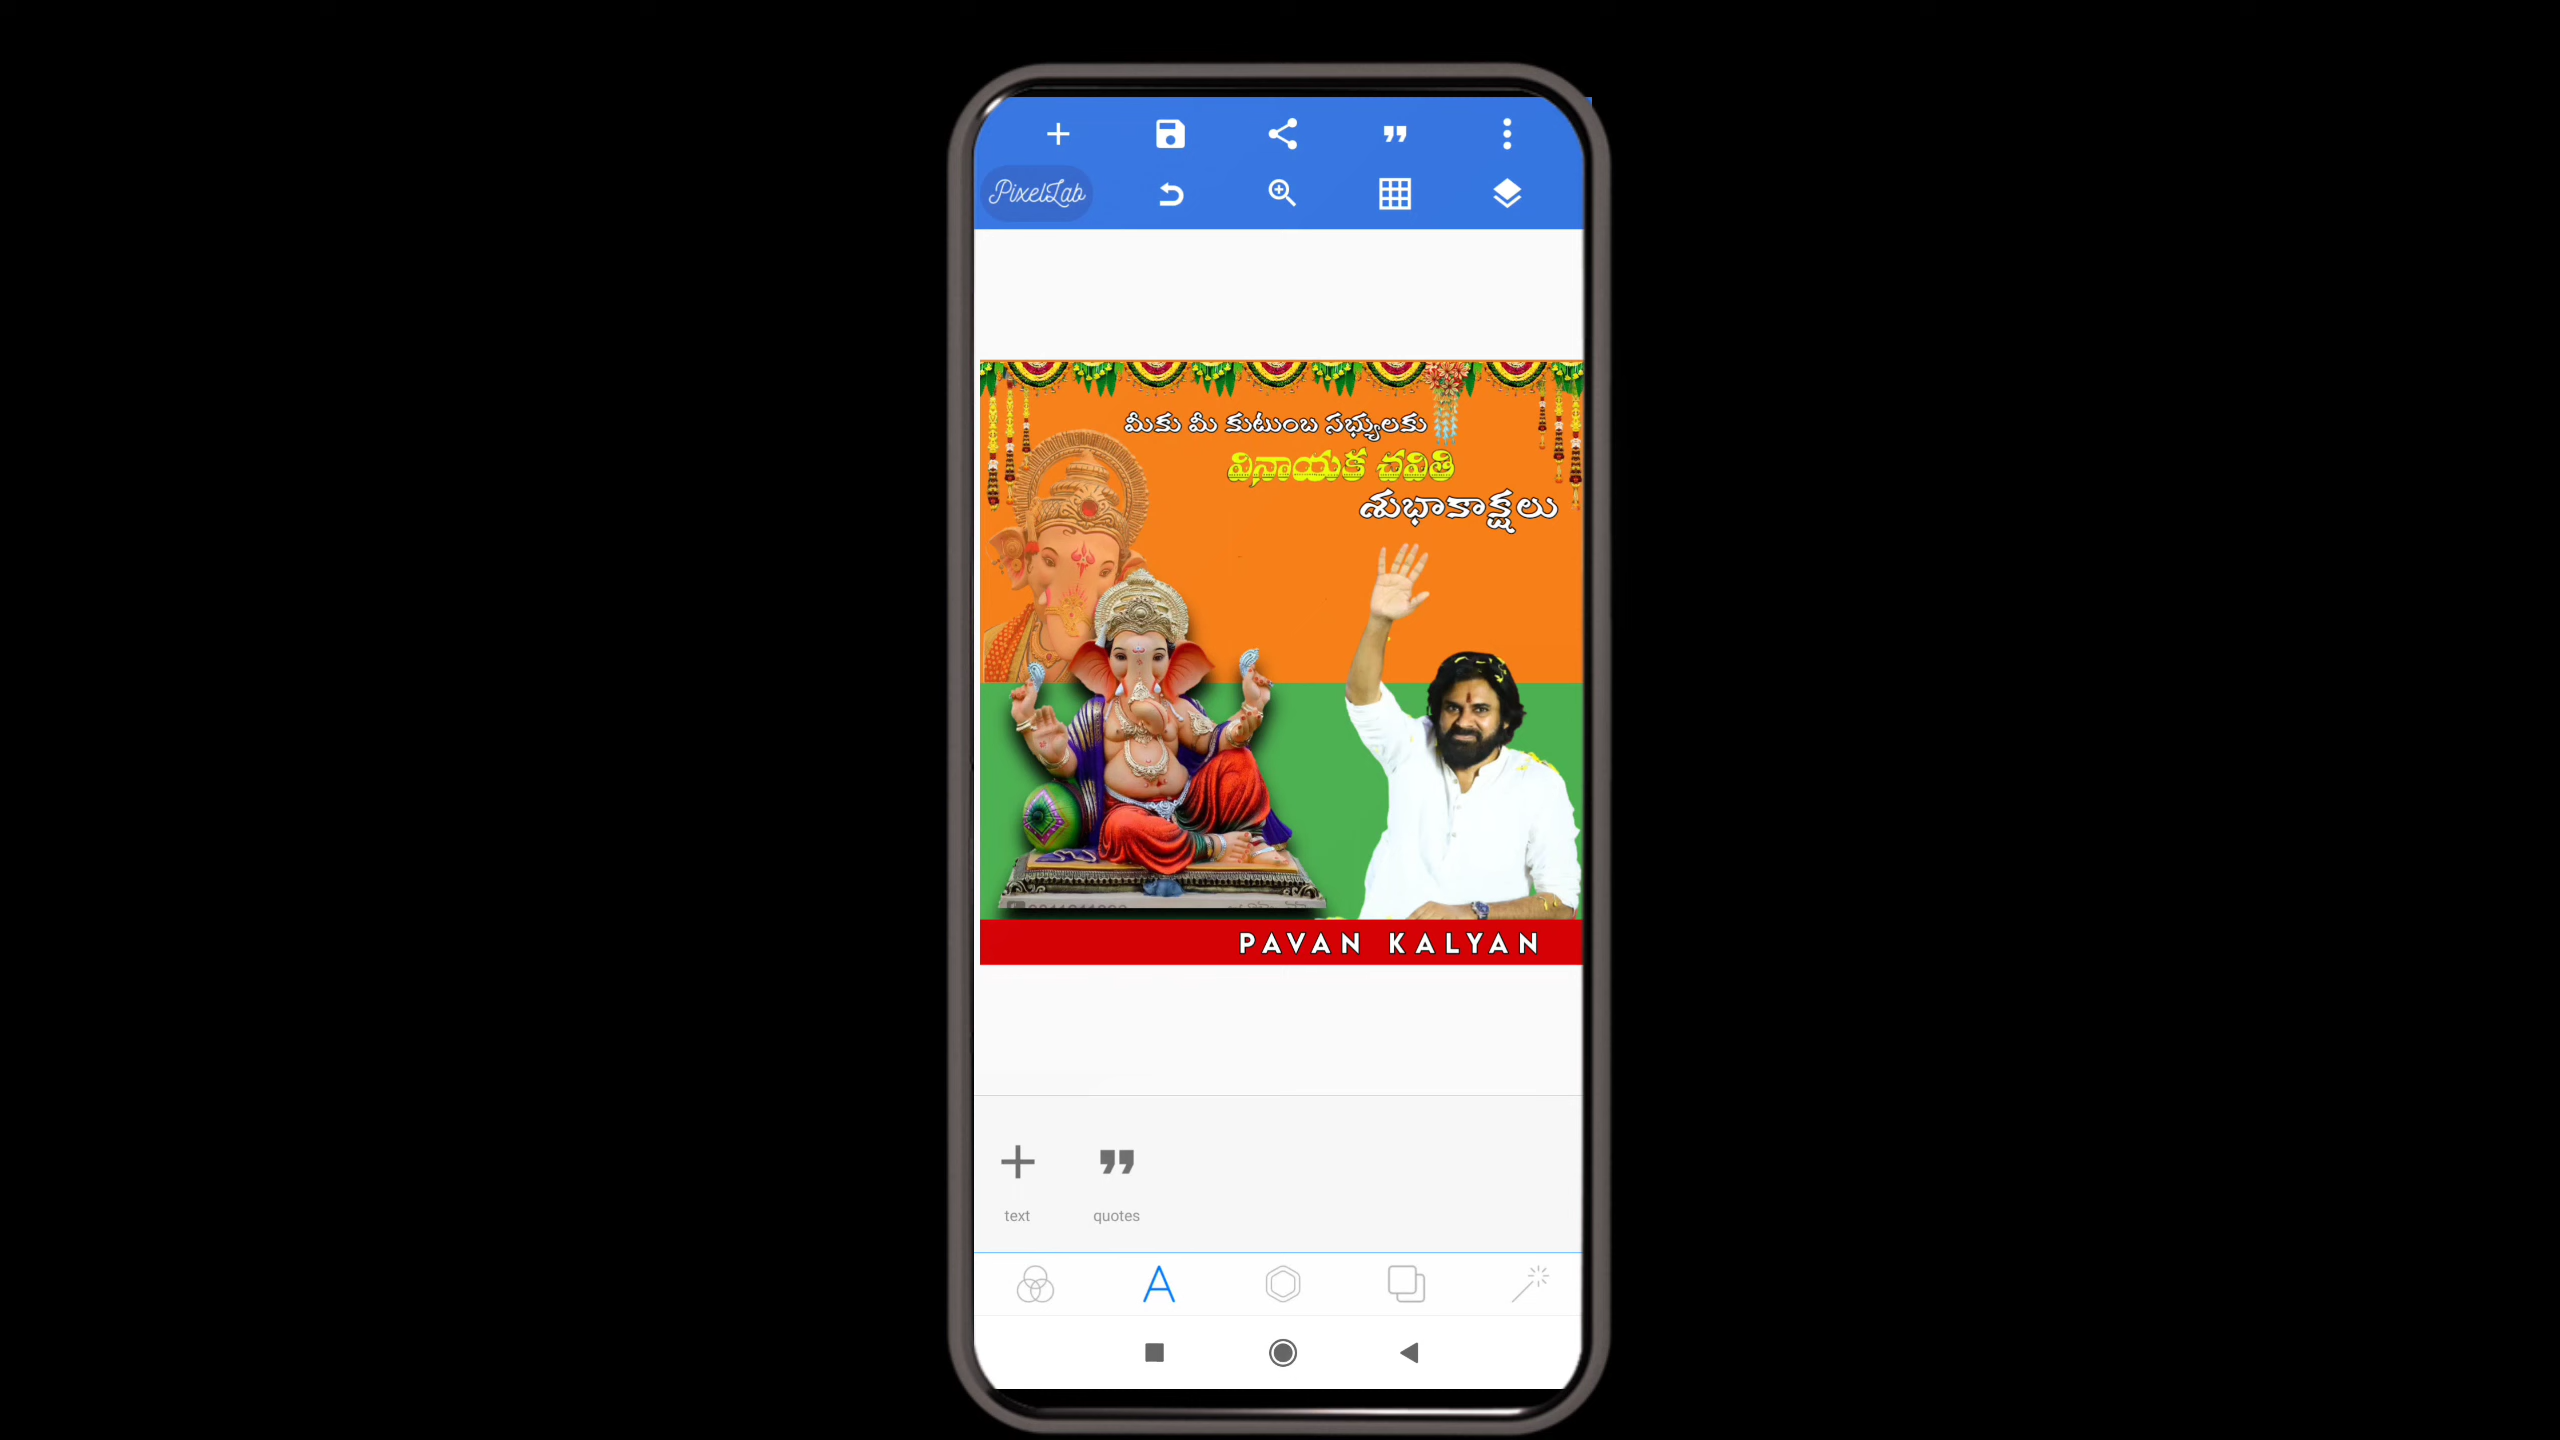 PixelLab
మీకు మీ కుటుంబ సభ్యులకు
వినాయక చవితి
శుభాకాక్షలు
PAVAN KALYAN
text
quotes